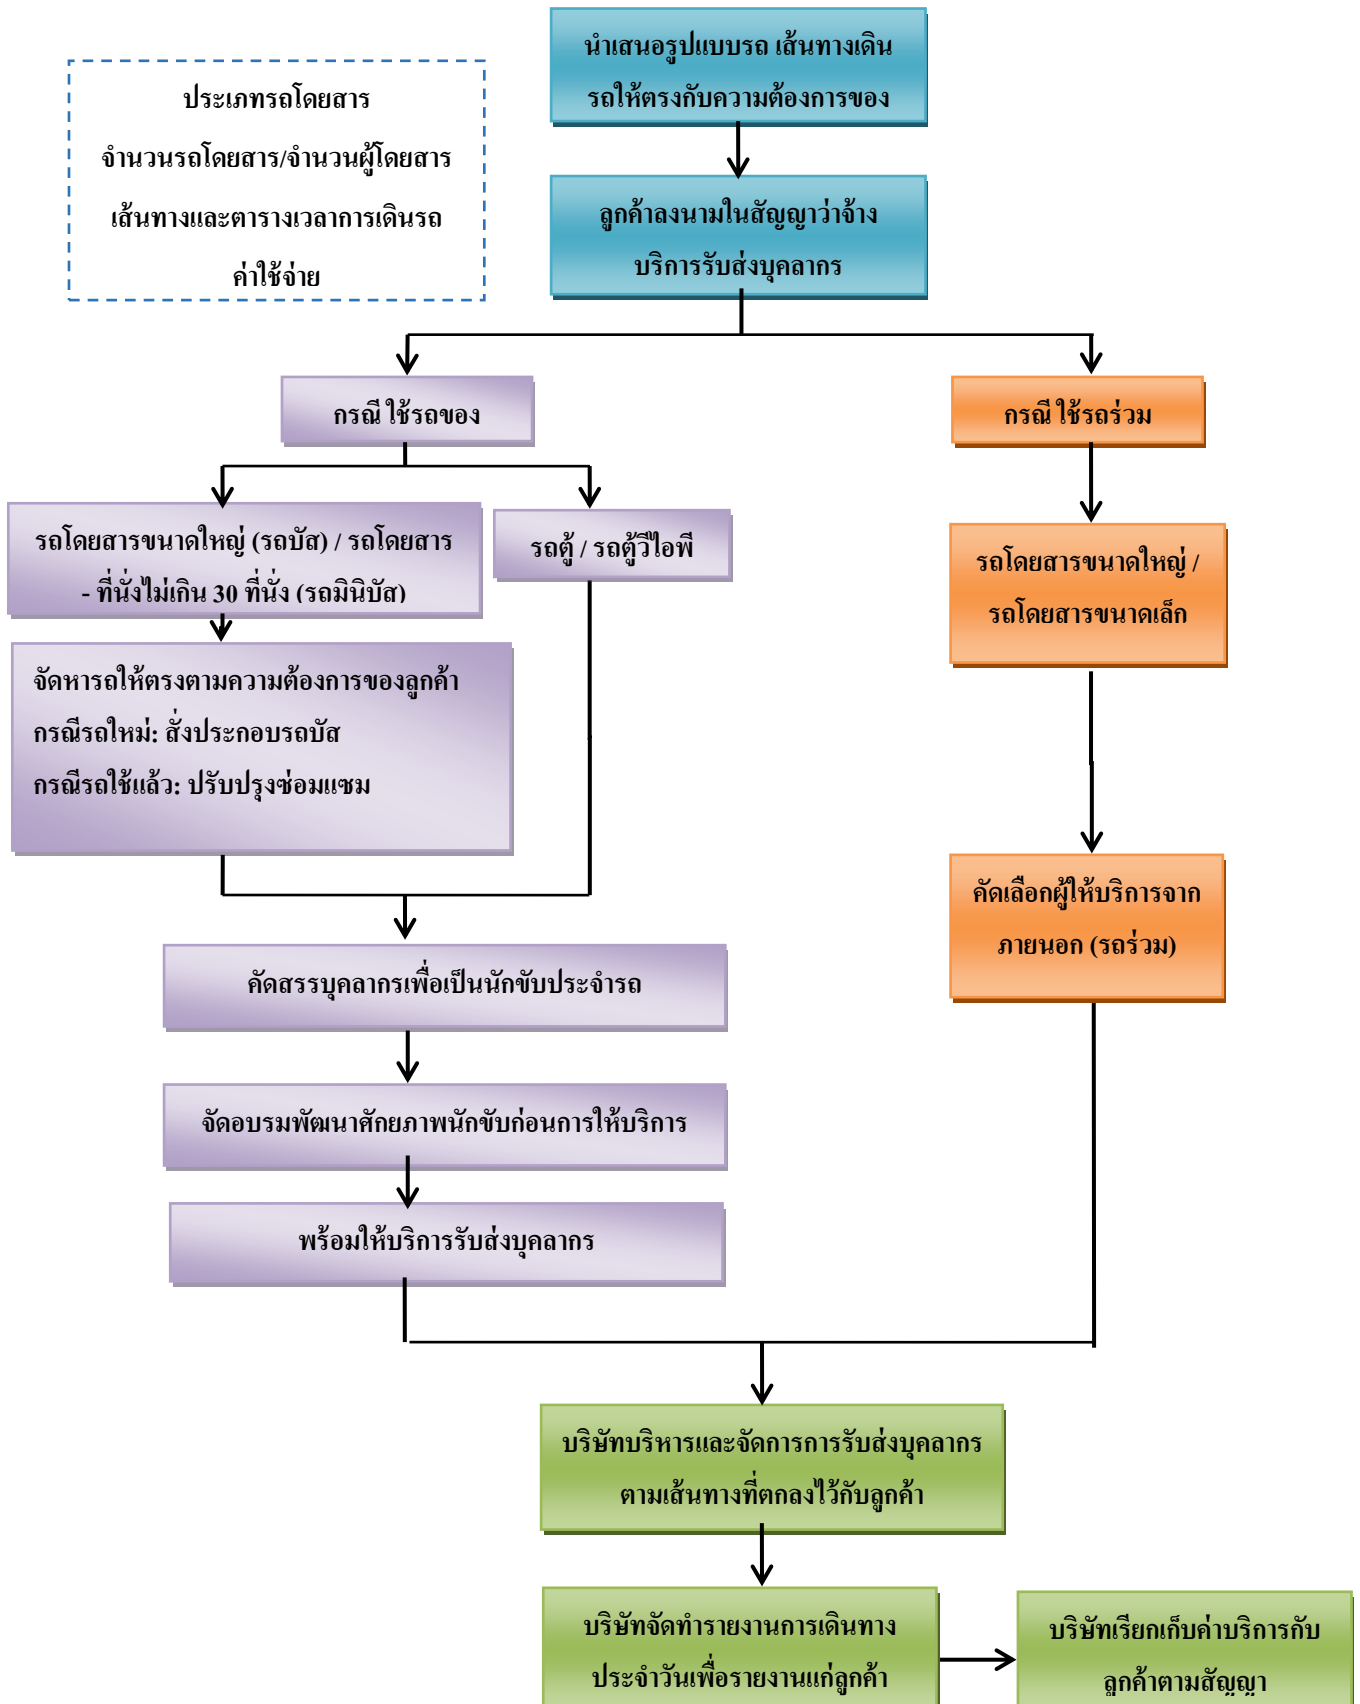 นำเสนอรูปแบบรถ เส้นทางเดิน
รถให้ตรงกับความต้องการของ
ประเภทรถโดยสาร
จำนวนรถโดยสาร/จำนวนผู้โดยสาร
เส้นทางและตารางเวลาการเดินรถ
ค่าใช้จ่าย
ลูกค้าลงนามในสัญญาว่าจ้าง
บริการรับส่งบุคลากร
กรณี ใช้รถของ
กรณี ใช้รถร่วม
รถโดยสารขนาดใหญ่ (รถบัส) / รถโดยสาร
- ที่นั่งไม่เกิน 30 ที่นั่ง (รถมินิบัส)
รถตู้ / รถตู้วีไอพี
รถโดยสารขนาดใหญ่ /
รถโดยสารขนาดเล็ก
จัดหารถให้ตรงตามความต้องการของลูกค้า
กรณีรถใหม่: สั่งประกอบรถบัส
กรณีรถใช้แล้ว: ปรับปรุงซ่อมแซม
คัดเลือกผู้ให้บริการจาก
ภายนอก (รถร่วม)
คัดสรรบุคลากรเพื่อเป็นนักขับประจำรถ
จัดอบรมพัฒนาศักยภาพนักขับก่อนการให้บริการ
พร้อมให้บริการรับส่งบุคลากร
บริษัทบริหารและจัดการการรับส่งบุคลากร
ตามเส้นทางที่ตกลงไว้กับลูกค้า
บริษัทจัดทำรายงานการเดินทาง
ประจำวันเพื่อรายงานแก่ลูกค้า
บริษัทเรียกเก็บค่าบริการกับ
ลูกค้าตามสัญญา